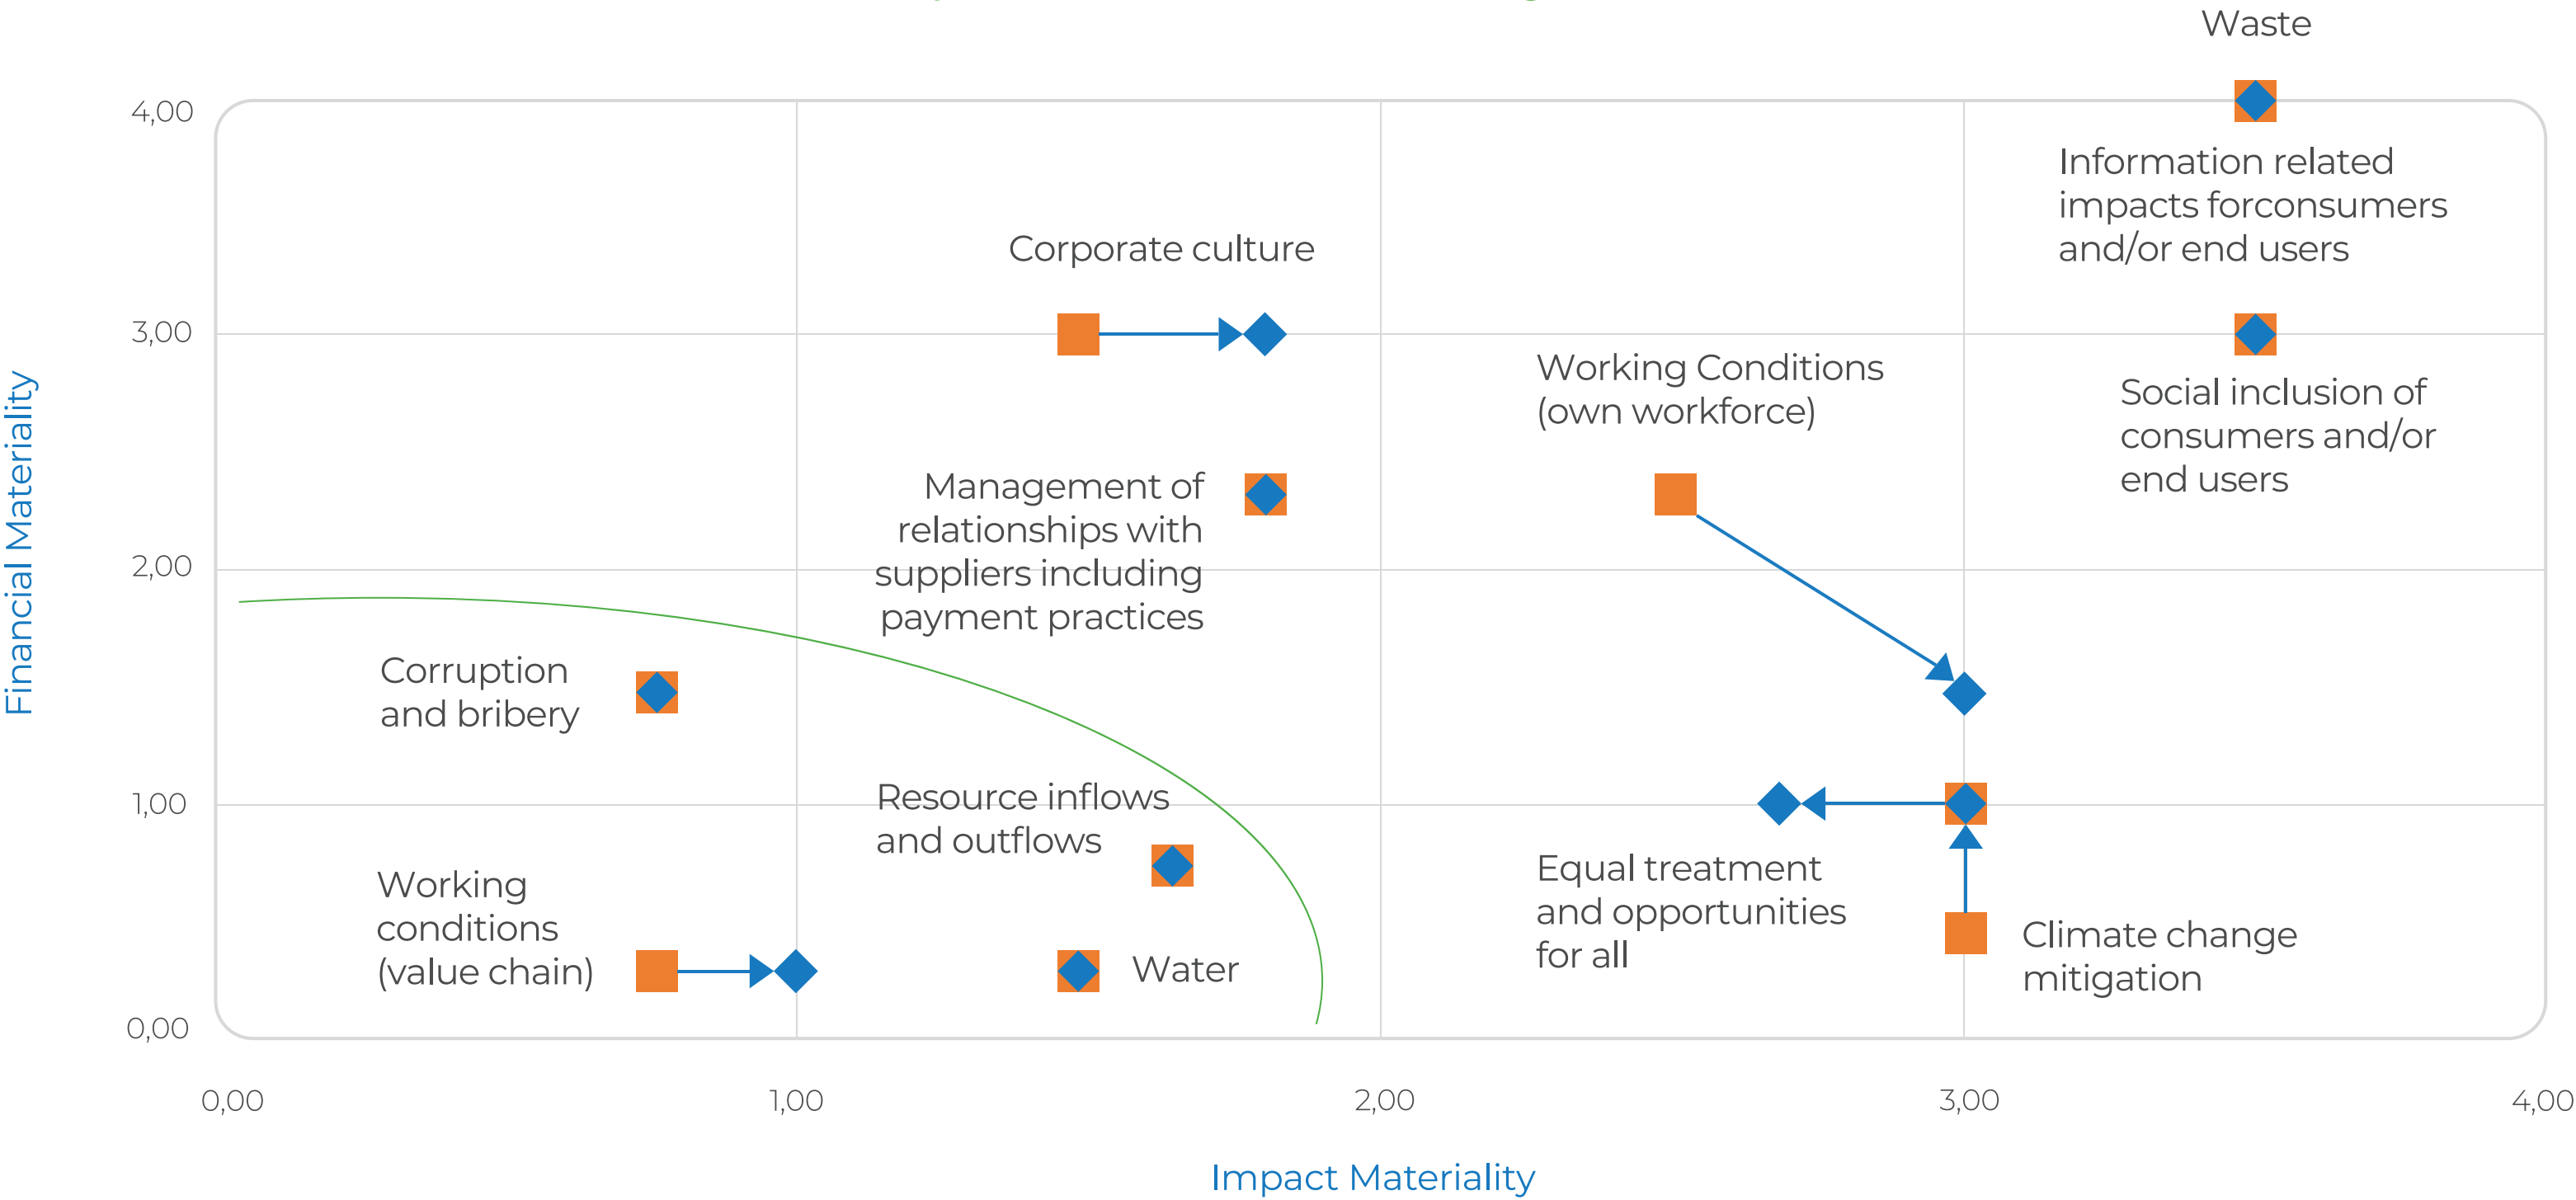 Waste
4,00
Information related
impacts forconsumers
and/or end users
Corporate culture
3,00
Working Conditions
(own workforce)
Social inclusion of
consumers and/or
end users
Financial Materiality
Management of
relationships with
suppliers including
payment practices
2,00
Corruption
and bribery
Resource inflows
and outflows
1,00
Equal treatment
and opportunities
for all
Working
conditions
(value chain)
Water
Climate change
mitigation
0,00
0,00
1,00
2,00
3,00
4,00
Impact Materiality